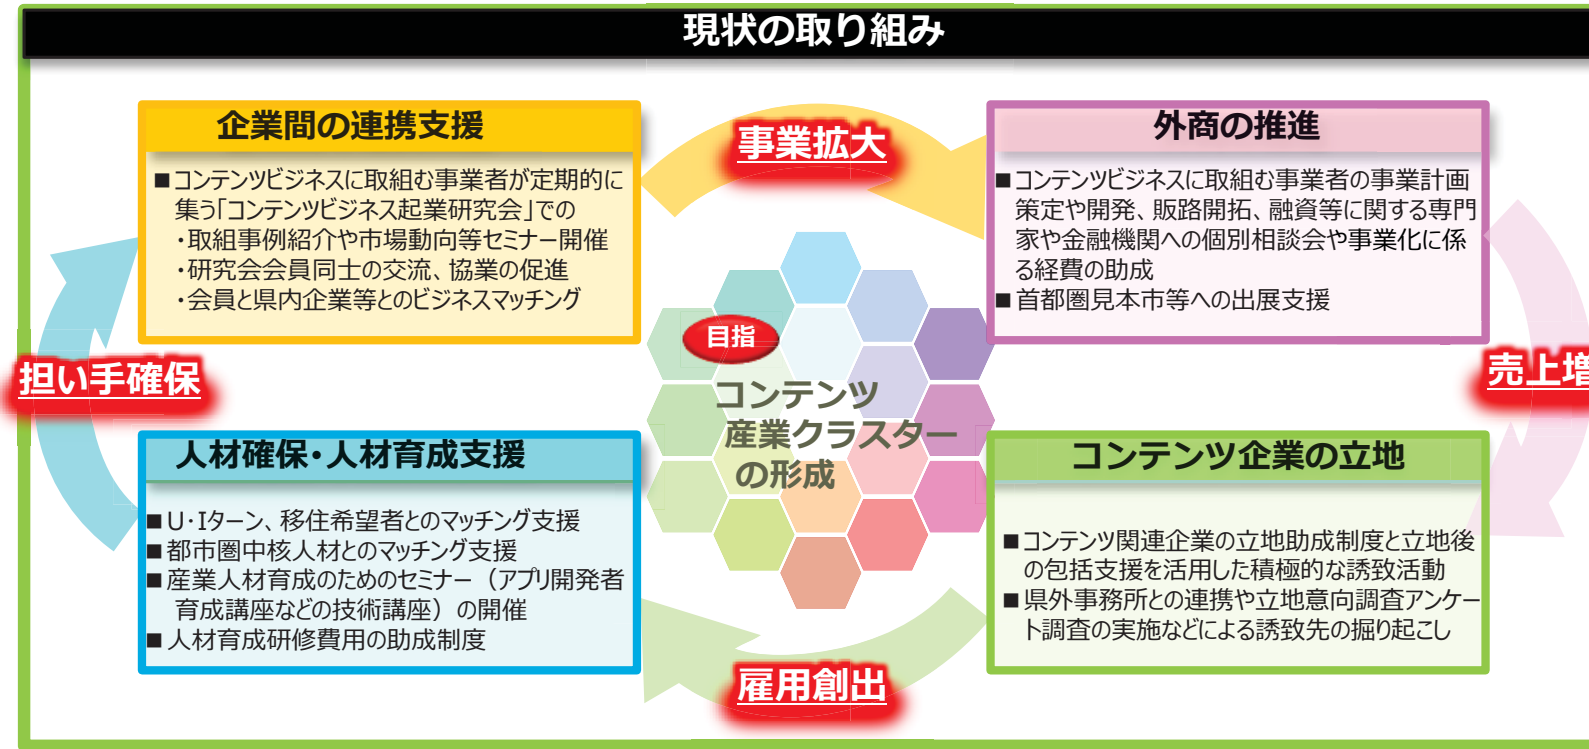 現状の取り組み
企業間の連携支援
■コンテンツビジネスに取組む事業者が定期的に
集う「コンテンツビジネス起業研究会」での
・取組事例紹介や市場動向等セミナー開催
・研究会会員同士の交流、協業の促進
・会員と県内企業等とのビジネスマッチング
事業拡大
外商の推進
■コンテンツビジネスに取組む事業者の事業計画
策定や開発、販路開拓、融資等に関する専門
家や金融機関への個別相談会や事業化に係
る経費の助成
■首都圏見本市等への出展支援
担い手確保
目指
コンテンツ
産業クラスター
の形成
売上増
人材確保・人材育成支援
■U・Iターン、移住希望者とのマッチング支援
■都市圏中核人材とのマッチング支援
■産業人材育成のためのセミナー（アプリ開発者
育成講座などの技術講座）の開催
■人材育成研修費用の助成制度
雇用創出
コンテンツ企業の立地
■コンテンツ関連企業の立地助成制度と立地後
の包括支援を活用した積極的な誘致活動
■県外事務所との連携や立地意向調査アンケー
ト調査の実施などによる誘致先の掘り起こし